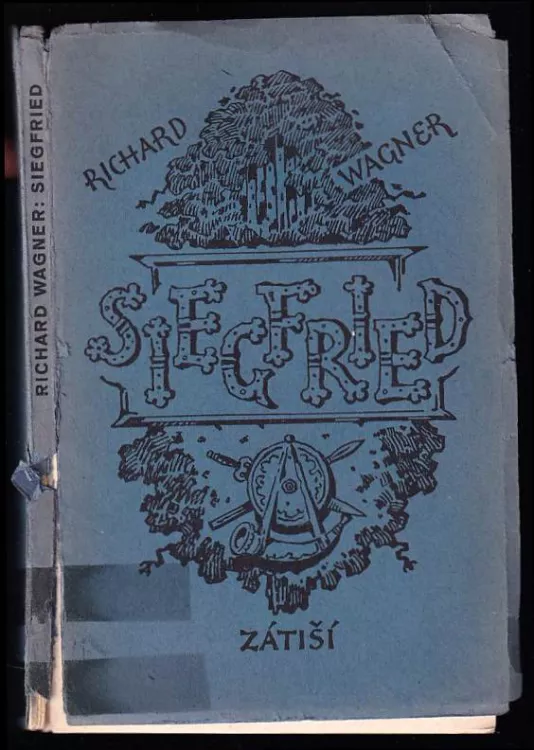 RICHARD WAGNER: SIEGFRIED
RICHARD WAGNER
SIEGFRIED
ZÁTIŠÍ